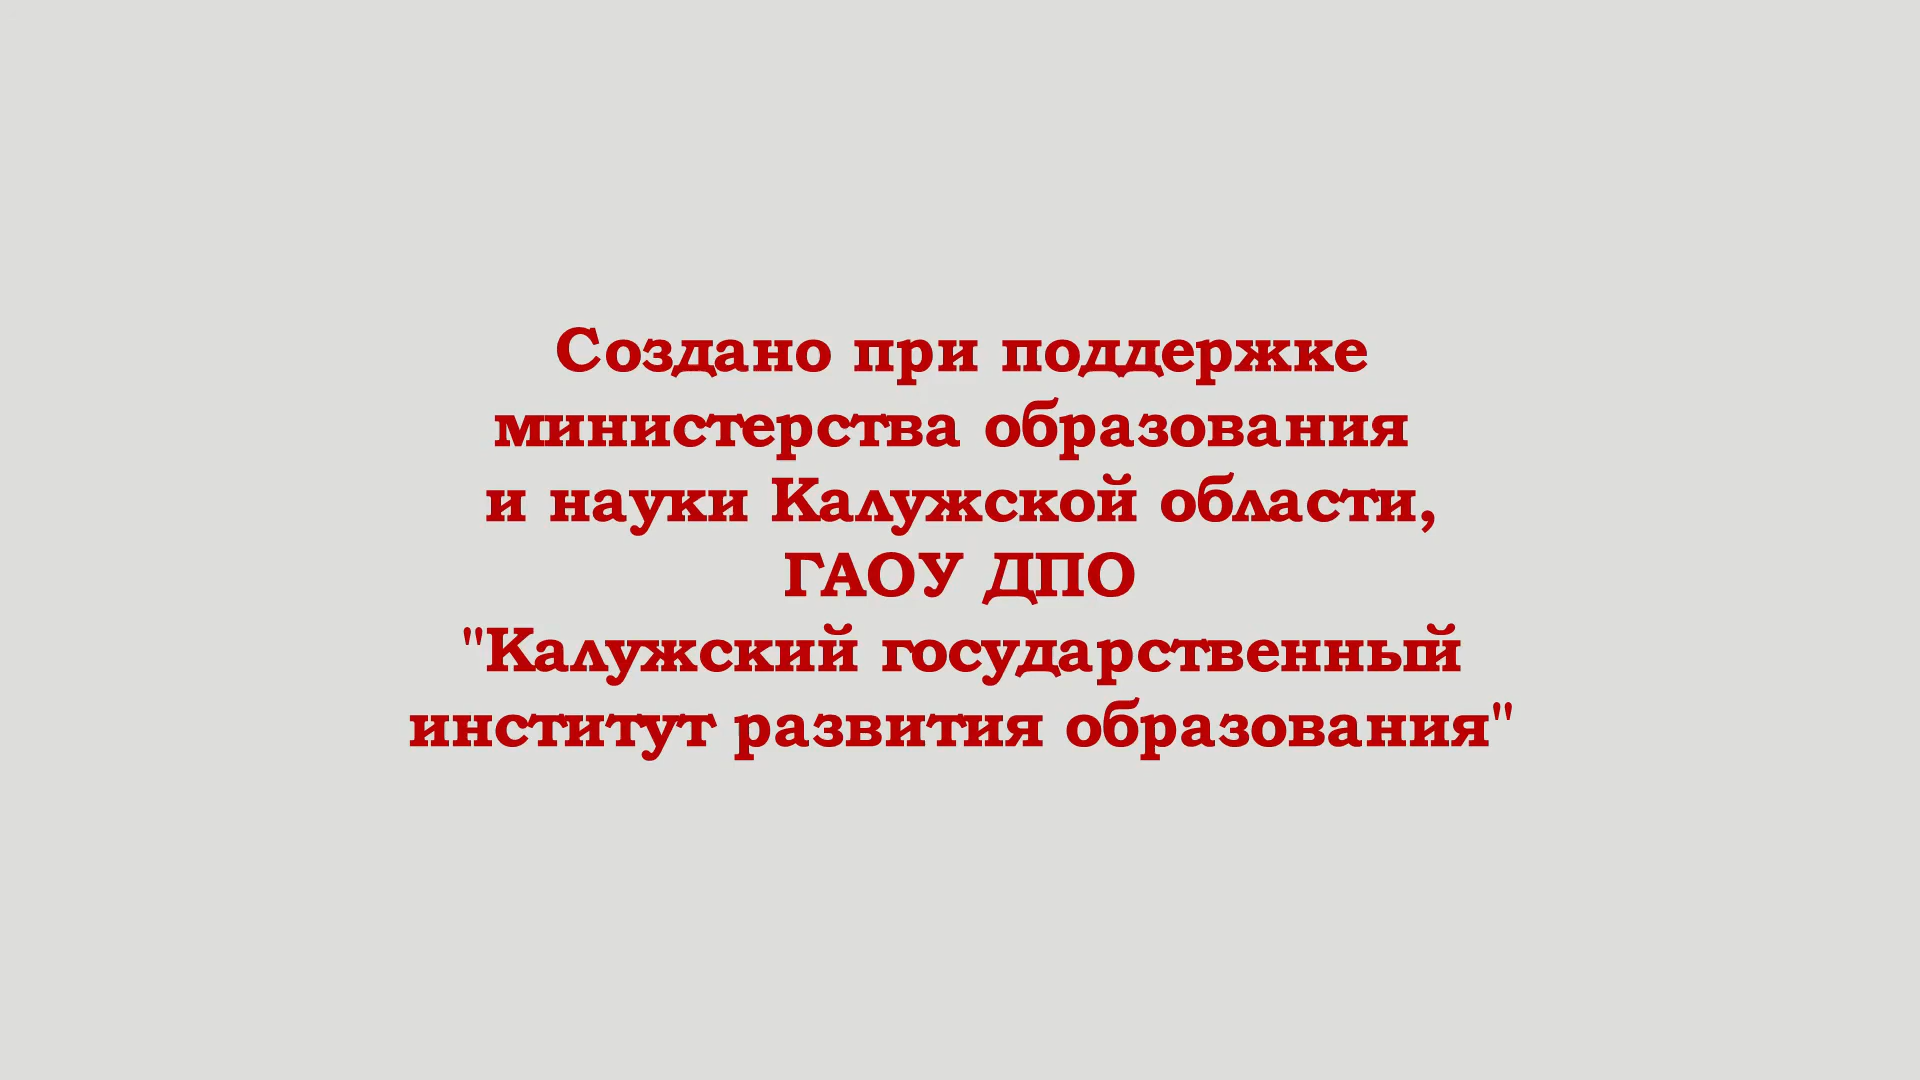 Создано при поддержке
министерства образования
и науки Калужской области,
ГАОУ ДПО
"Калужский государственный
институт развития образования"